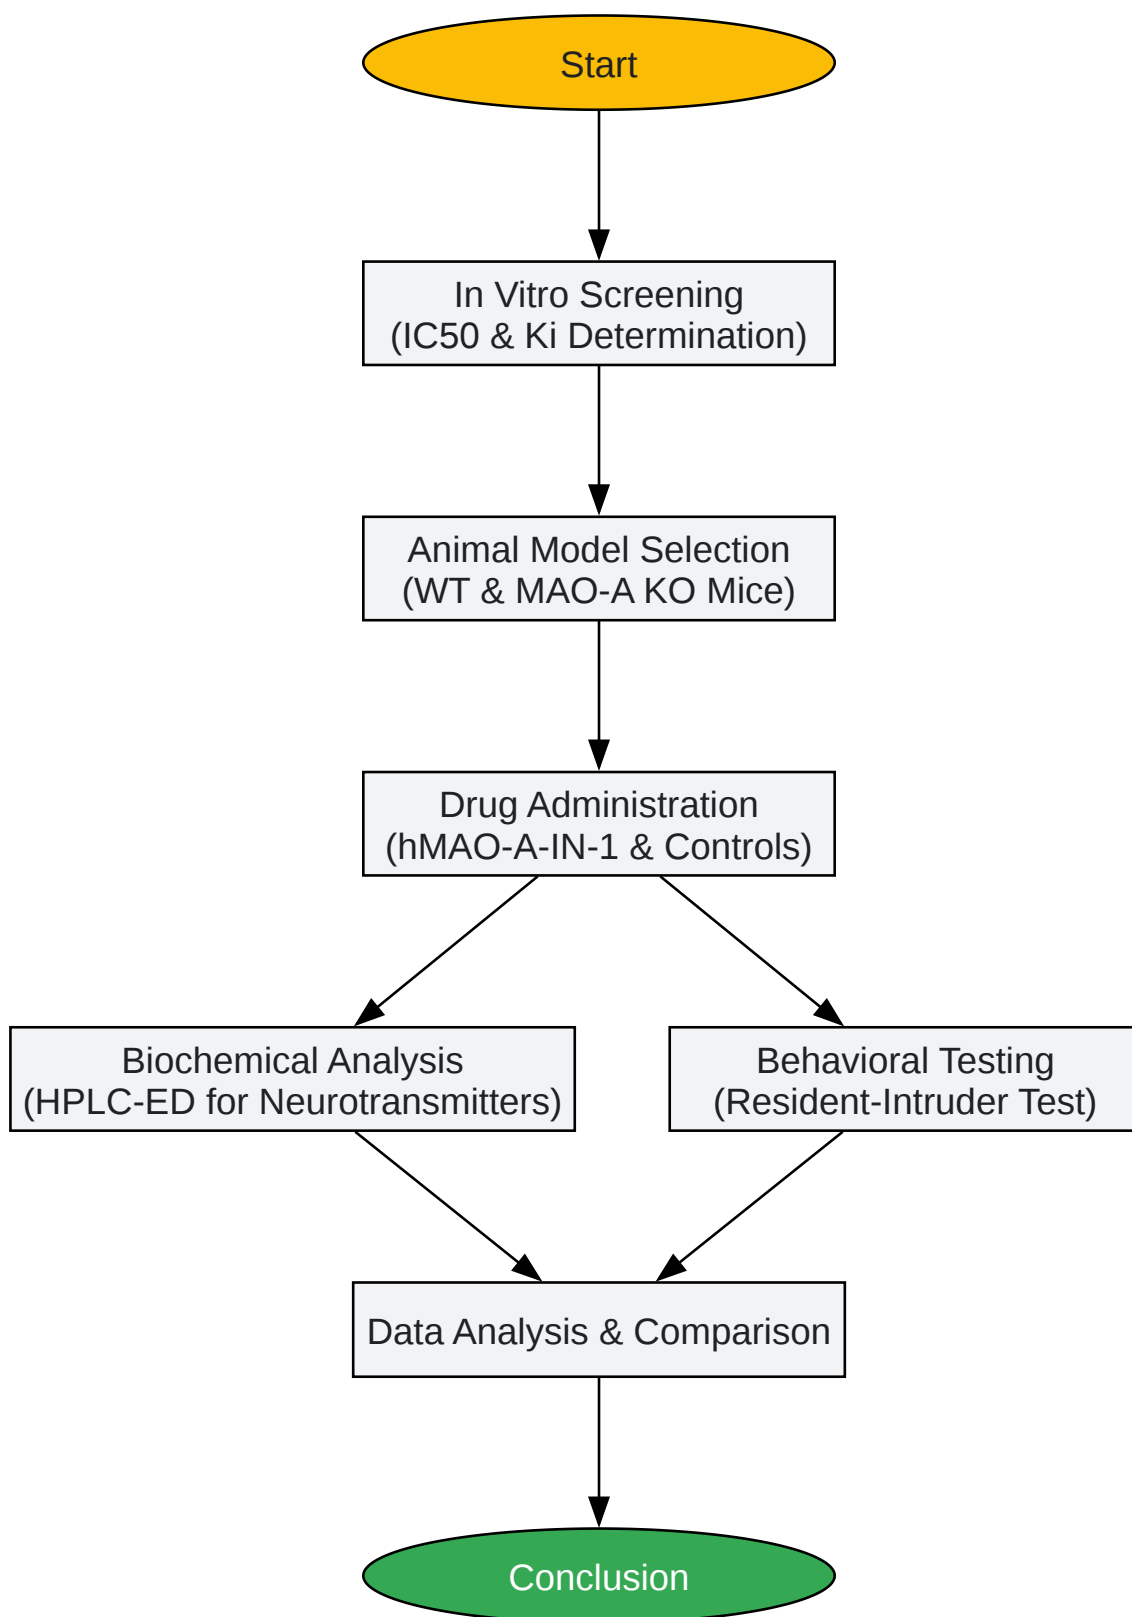 Start
In Vitro Screening
(IC50 & Ki Determination)
Animal Model Selection
(WT & MAO-A KO Mice)
Drug Administration
(hMAO-A-IN-1 & Controls)
Biochemical Analysis
(HPLC-ED for Neurotransmitters)
Behavioral Testing
(Resident-Intruder Test)
Data Analysis & Comparison
Conclusion